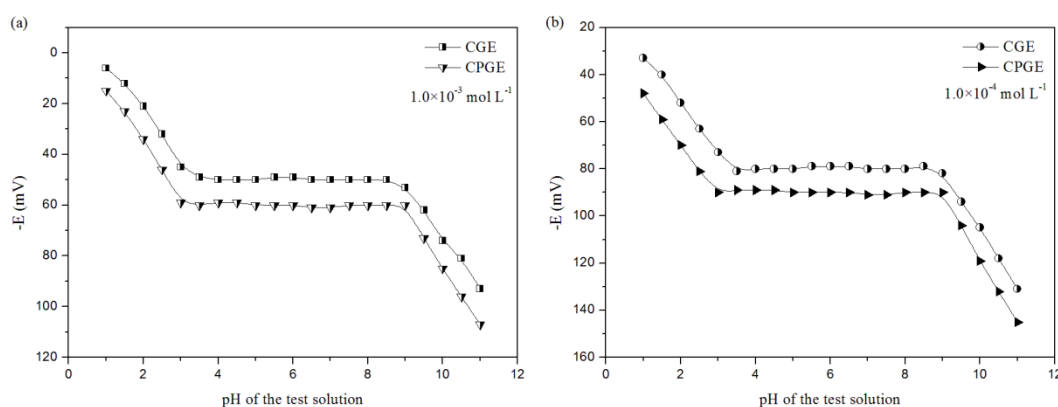 (a)
CGE
CPGE
1.0×10⁻³ mol L⁻¹
-E (mV)
0
20
40
60
80
100
120
0 2 4 6 8 10 12
pH of the test solution
(b)
CGE
CPGE
1.0×10⁻⁴ mol L⁻¹
-E (mV)
20
40
60
80
100
120
140
160
0 2 4 6 8 10 12
pH of the test solution